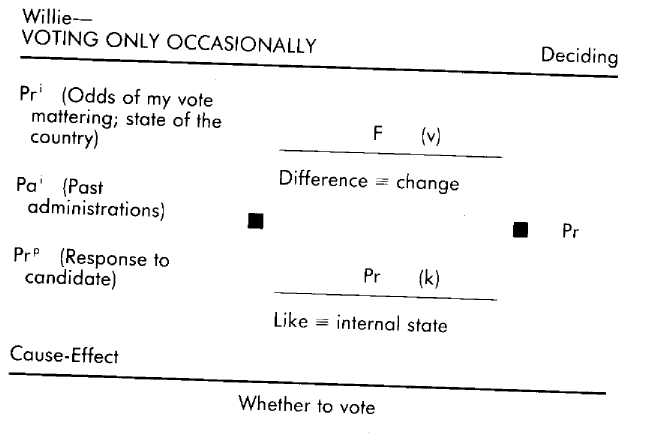 Willie—
VOTING ONLY OCCASIONALLY
Deciding
Prⁱ (Odds of my vote
mattering; state of the
country)
F (v)
Difference ≡ change
Paⁱ (Past
administrations)
■ ■ Pr
Prᵖ (Response to
candidate)
Pr (k)
Like ≡ internal state
Cause-Effect
Whether to vote